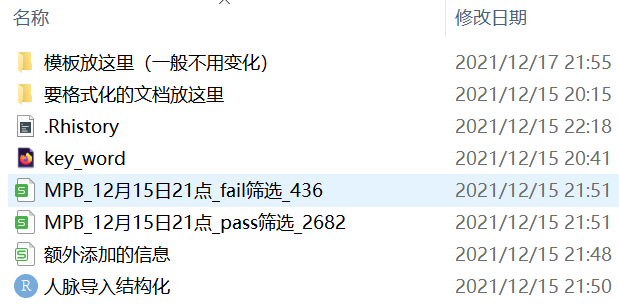 名称 修改日期
模板放这里（一般不用变化） 2021/12/17 21:55
要格式化的文档放这里 2021/12/15 20:15
.Rhistory 2021/12/15 22:18
key_word 2021/12/15 20:41
MPB_12月15日21点_fail筛选_436 2021/12/15 21:51
MPB_12月15日21点_pass筛选_2682 2021/12/15 21:51
额外添加的信息 2021/12/15 21:48
人脉导入结构化 2021/12/15 21:50